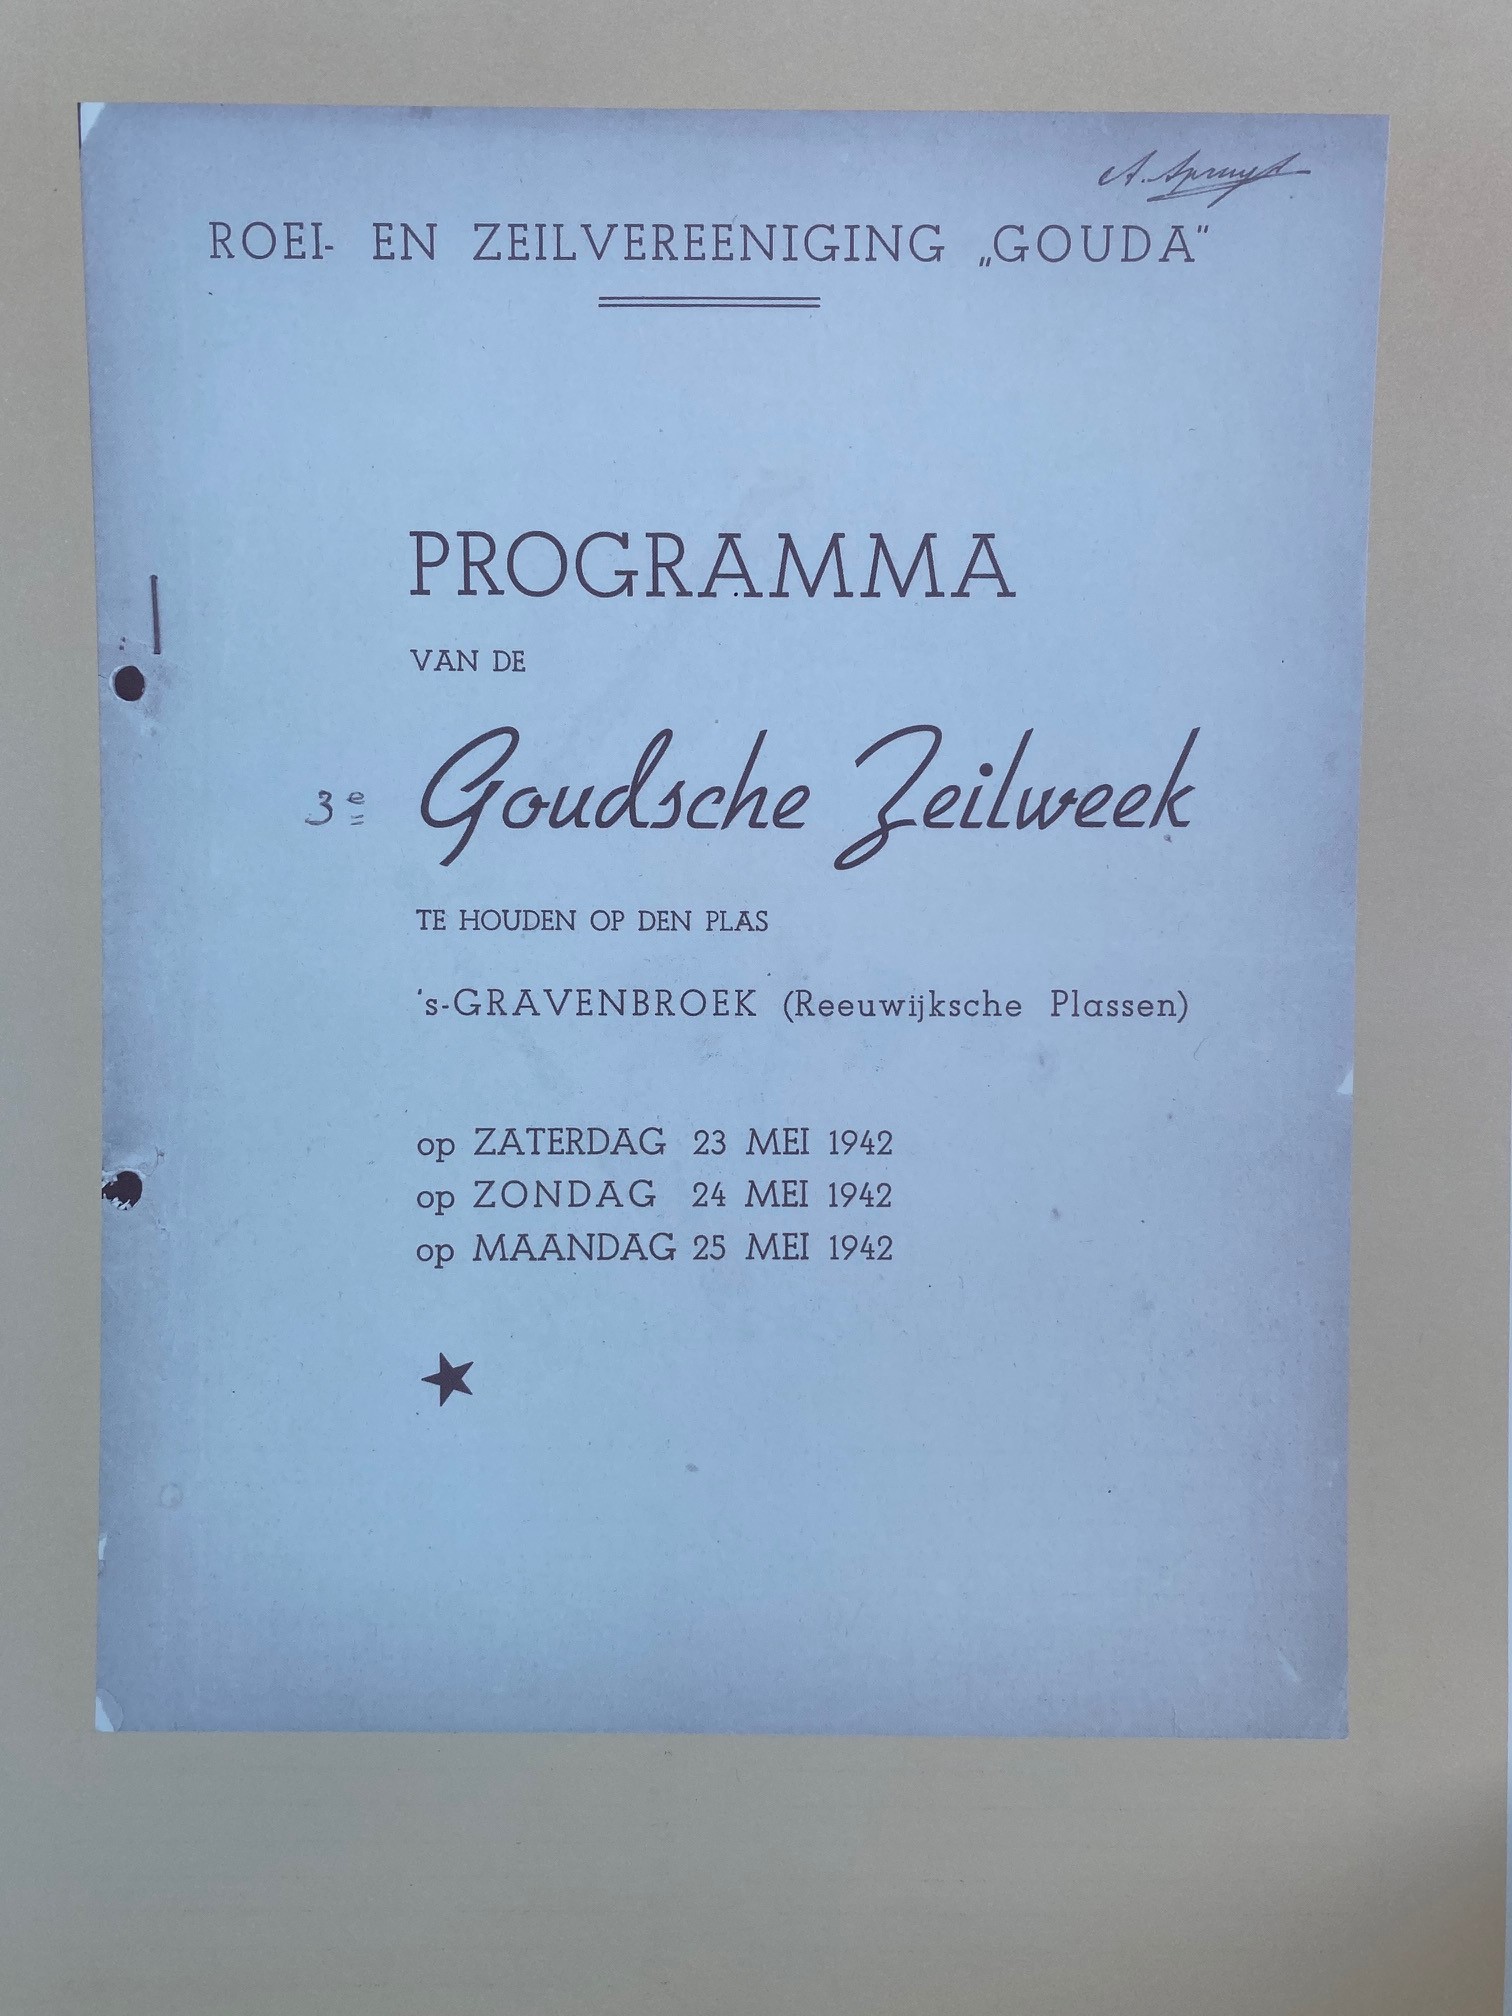 A. Spruyt
ROEI- EN ZEILVEREENIGING „GOUDA"
PROGRAMMA
VAN DE
3e Goudsche Zeilweek
TE HOUDEN OP DEN PLAS
's-GRAVENBROEK (Reeuwijksche Plassen)
op ZATERDAG 23 MEI 1942
op ZONDAG 24 MEI 1942
op MAANDAG 25 MEI 1942